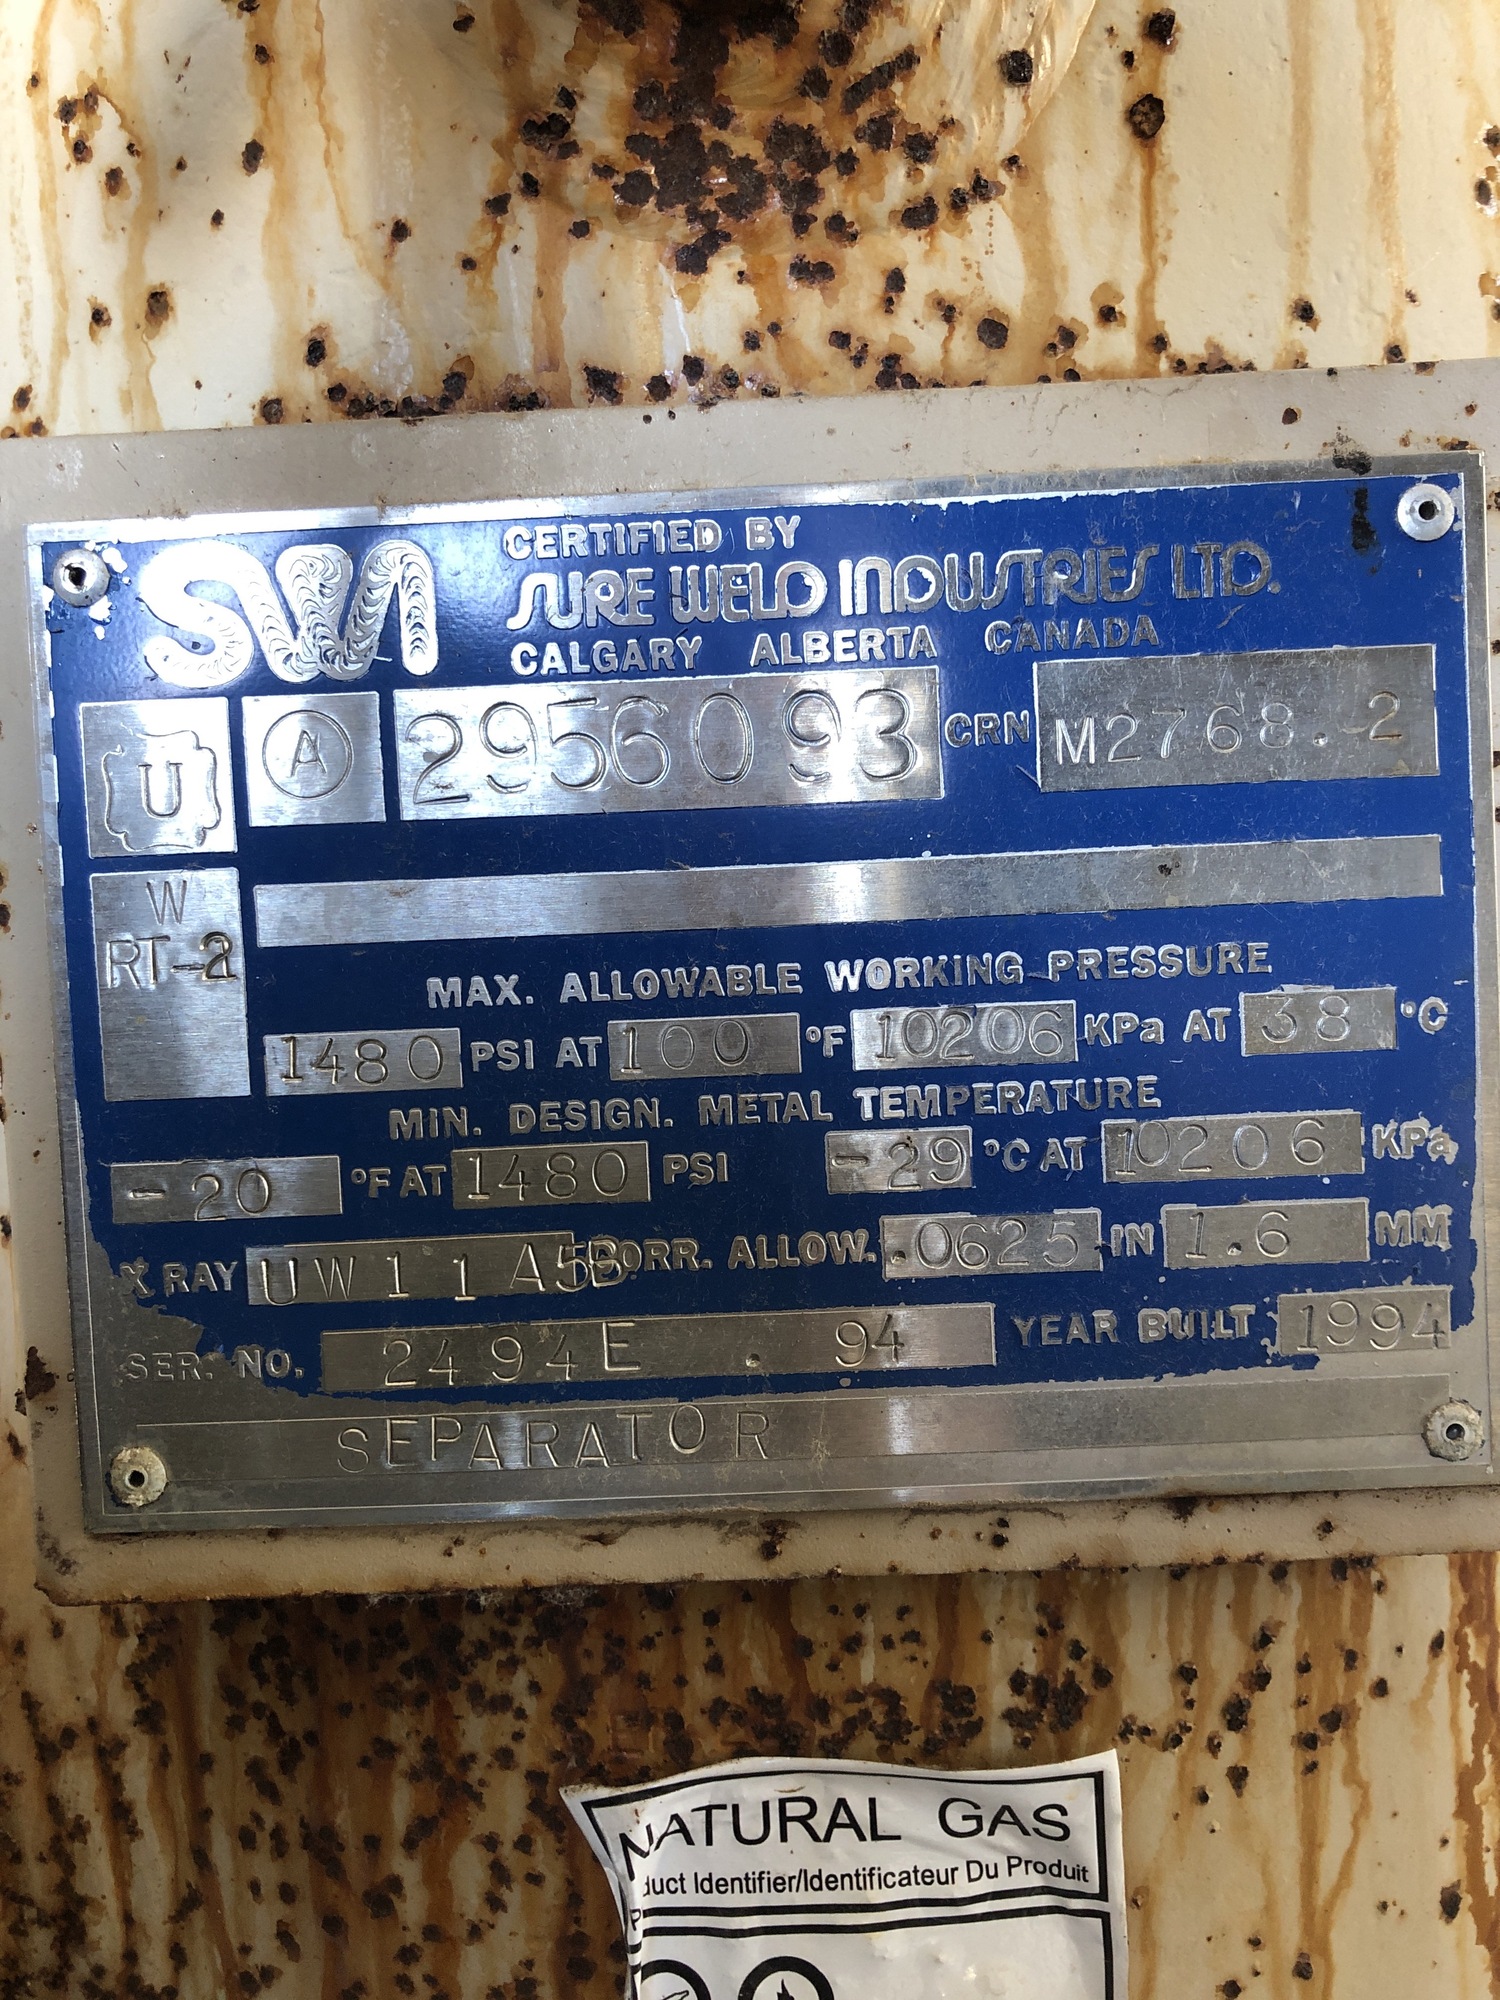 SWI CERTIFIED BY
SURE WELD INDUSTRIES LTD.
CALGARY ALBERTA CANADA
U A 2956093 CRN M2768.-2
W
RT-2
MAX. ALLOWABLE WORKING PRESSURE
1480 PSI AT 100 °F 10206 KPa AT 38 °C
MIN. DESIGN. METAL TEMPERATURE
-20 °F AT 1480 PSI -29 °C AT 10206 KPa
X RAY UW11A5B CORR. ALLOW. .0625 IN 1.6 MM
SER. NO. 2494E . 94 YEAR BUILT 1994
SEPARATOR
NATURAL GAS
duct Identifier/Identificateur Du Produit
P